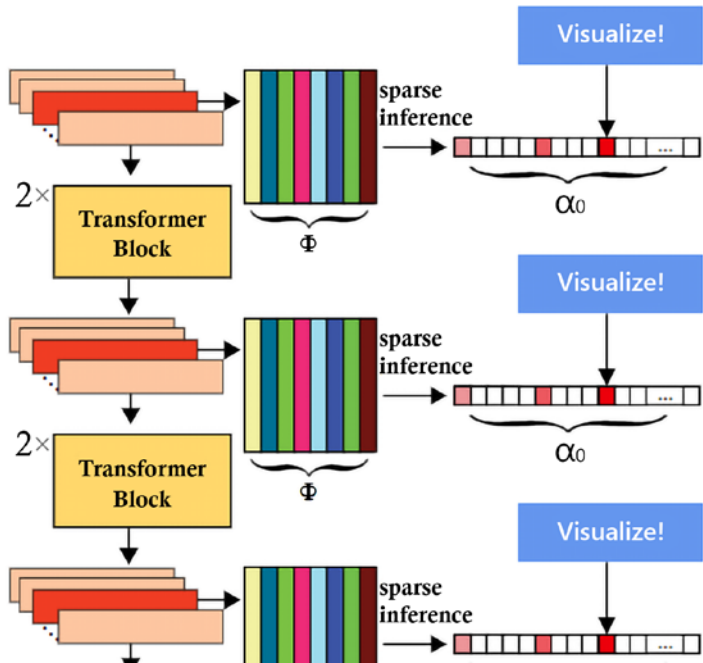 Visualize!
sparse
inference
...
α0
2×
Transformer
Block
Φ
Visualize!
sparse
inference
...
α0
2×
Transformer
Block
Φ
Visualize!
sparse
inference
...